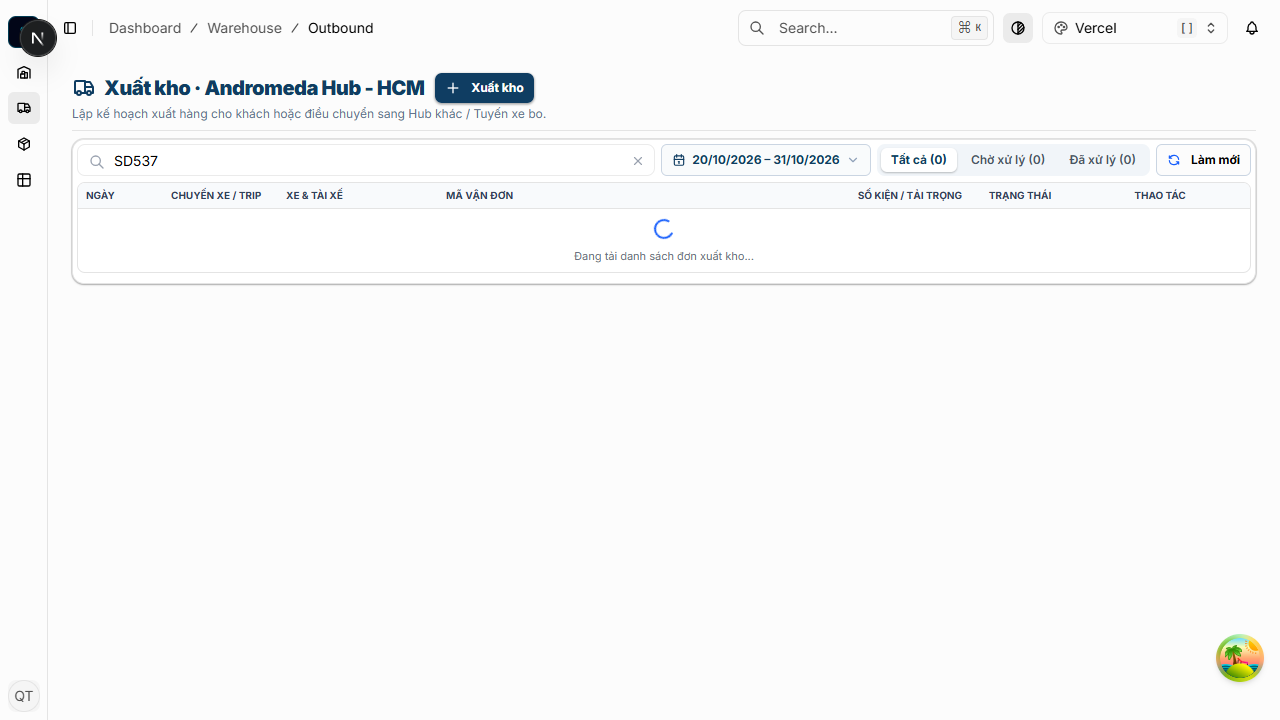 N
Dashboard / Warehouse / Outbound
Search...
⌘ K
Vercel
[ ]
Xuất kho · Andromeda Hub - HCM
+ Xuất kho
Lập kế hoạch xuất hàng cho khách hoặc điều chuyển sang Hub khác / Tuyến xe bo.
SD537
20/10/2026 – 31/10/2026
Tất cả (0)
Chờ xử lý (0)
Đã xử lý (0)
Làm mới
NGÀY
CHUYẾN XE / TRIP
XE & TÀI XẾ
MÃ VẬN ĐƠN
SỐ KIỆN / TẢI TRỌNG
TRẠNG THÁI
THAO TÁC
Đang tải danh sách đơn xuất kho...
QT